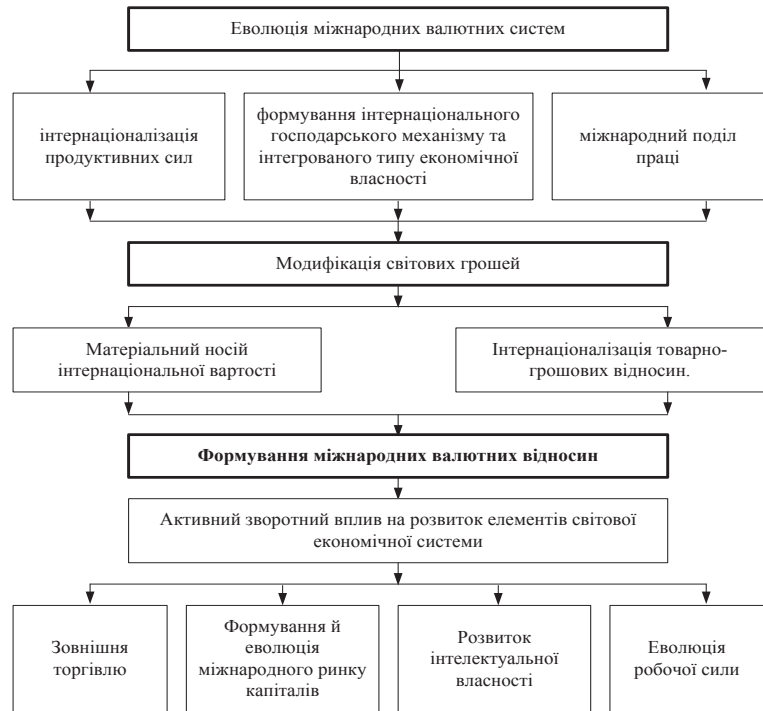 Еволюція міжнародних валютних систем
інтернаціоналізація
продуктивних сил
формування інтернаціонального
господарського механізму та
інтегрованого типу економічної
власності
міжнародний поділ
праці
Модифікація світових грошей
Матеріальний носій
інтернаціональної вартості
Інтернаціоналізація товарно-
грошових відносин.
Формування міжнародних валютних відносин
Активний зворотний вплив на розвиток елементів світової
економічної системи
Зовнішня
торгівлю
Формування й
еволюція
міжнародного ринку
капіталів
Розвиток
інтелектуальної
власності
Еволюція
робочої сили